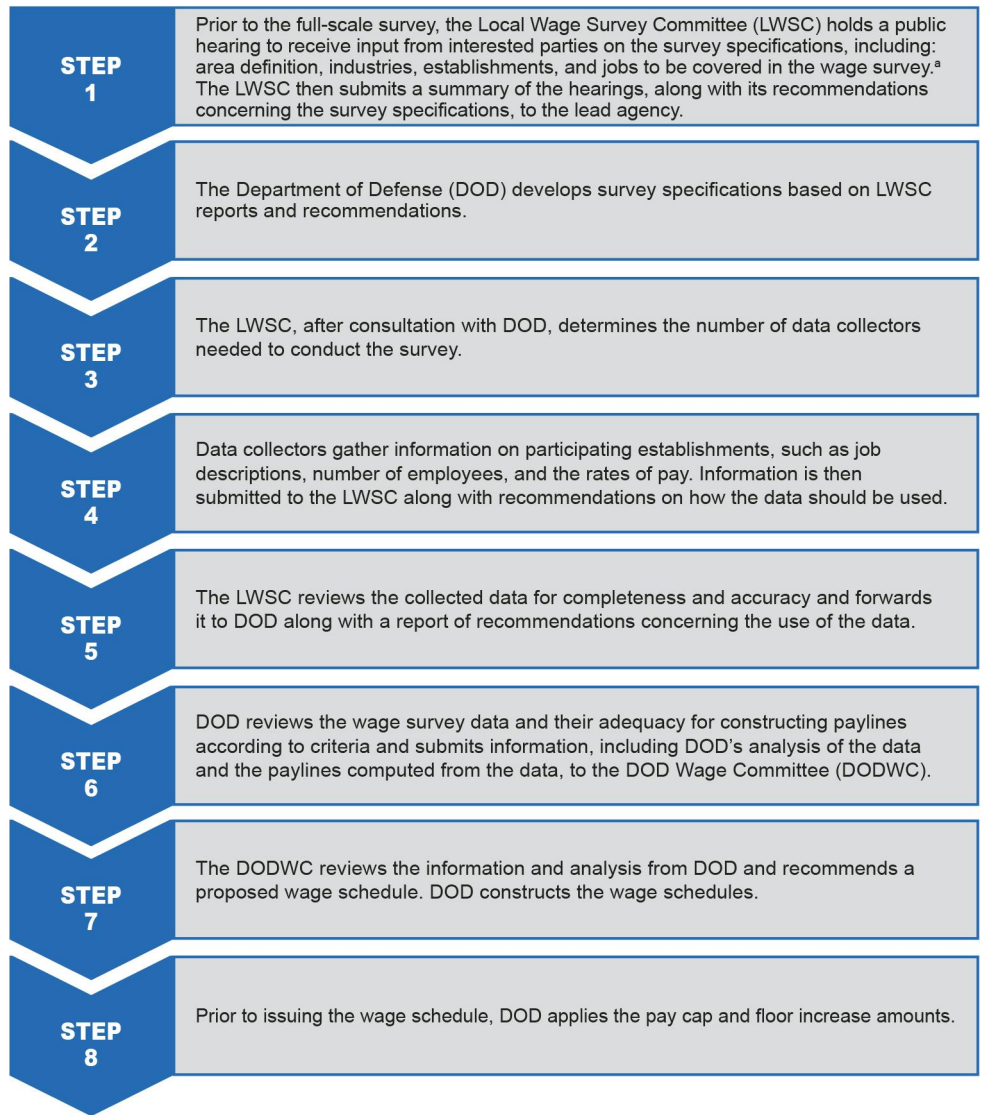 STEP
1
Prior to the full-scale survey, the Local Wage Survey Committee (LWSC) holds a public
hearing to receive input from interested parties on the survey specifications, including:
area definition, industries, establishments, and jobs to be covered in the wage survey.ª
The LWSC then submits a summary of the hearings, along with its recommendations
concerning the survey specifications, to the lead agency.
STEP
2
The Department of Defense (DOD) develops survey specifications based on LWSC
reports and recommendations.
STEP
3
The LWSC, after consultation with DOD, determines the number of data collectors
needed to conduct the survey.
STEP
4
Data collectors gather information on participating establishments, such as job
descriptions, number of employees, and the rates of pay. Information is then
submitted to the LWSC along with recommendations on how the data should be used.
STEP
5
The LWSC reviews the collected data for completeness and accuracy and forwards
it to DOD along with a report of recommendations concerning the use of the data.
STEP
6
DOD reviews the wage survey data and their adequacy for constructing paylines
according to criteria and submits information, including DOD’s analysis of the data
and the paylines computed from the data, to the DOD Wage Committee (DODWC).
STEP
7
The DODWC reviews the information and analysis from DOD and recommends a
proposed wage schedule. DOD constructs the wage schedules.
STEP
8
Prior to issuing the wage schedule, DOD applies the pay cap and floor increase amounts.